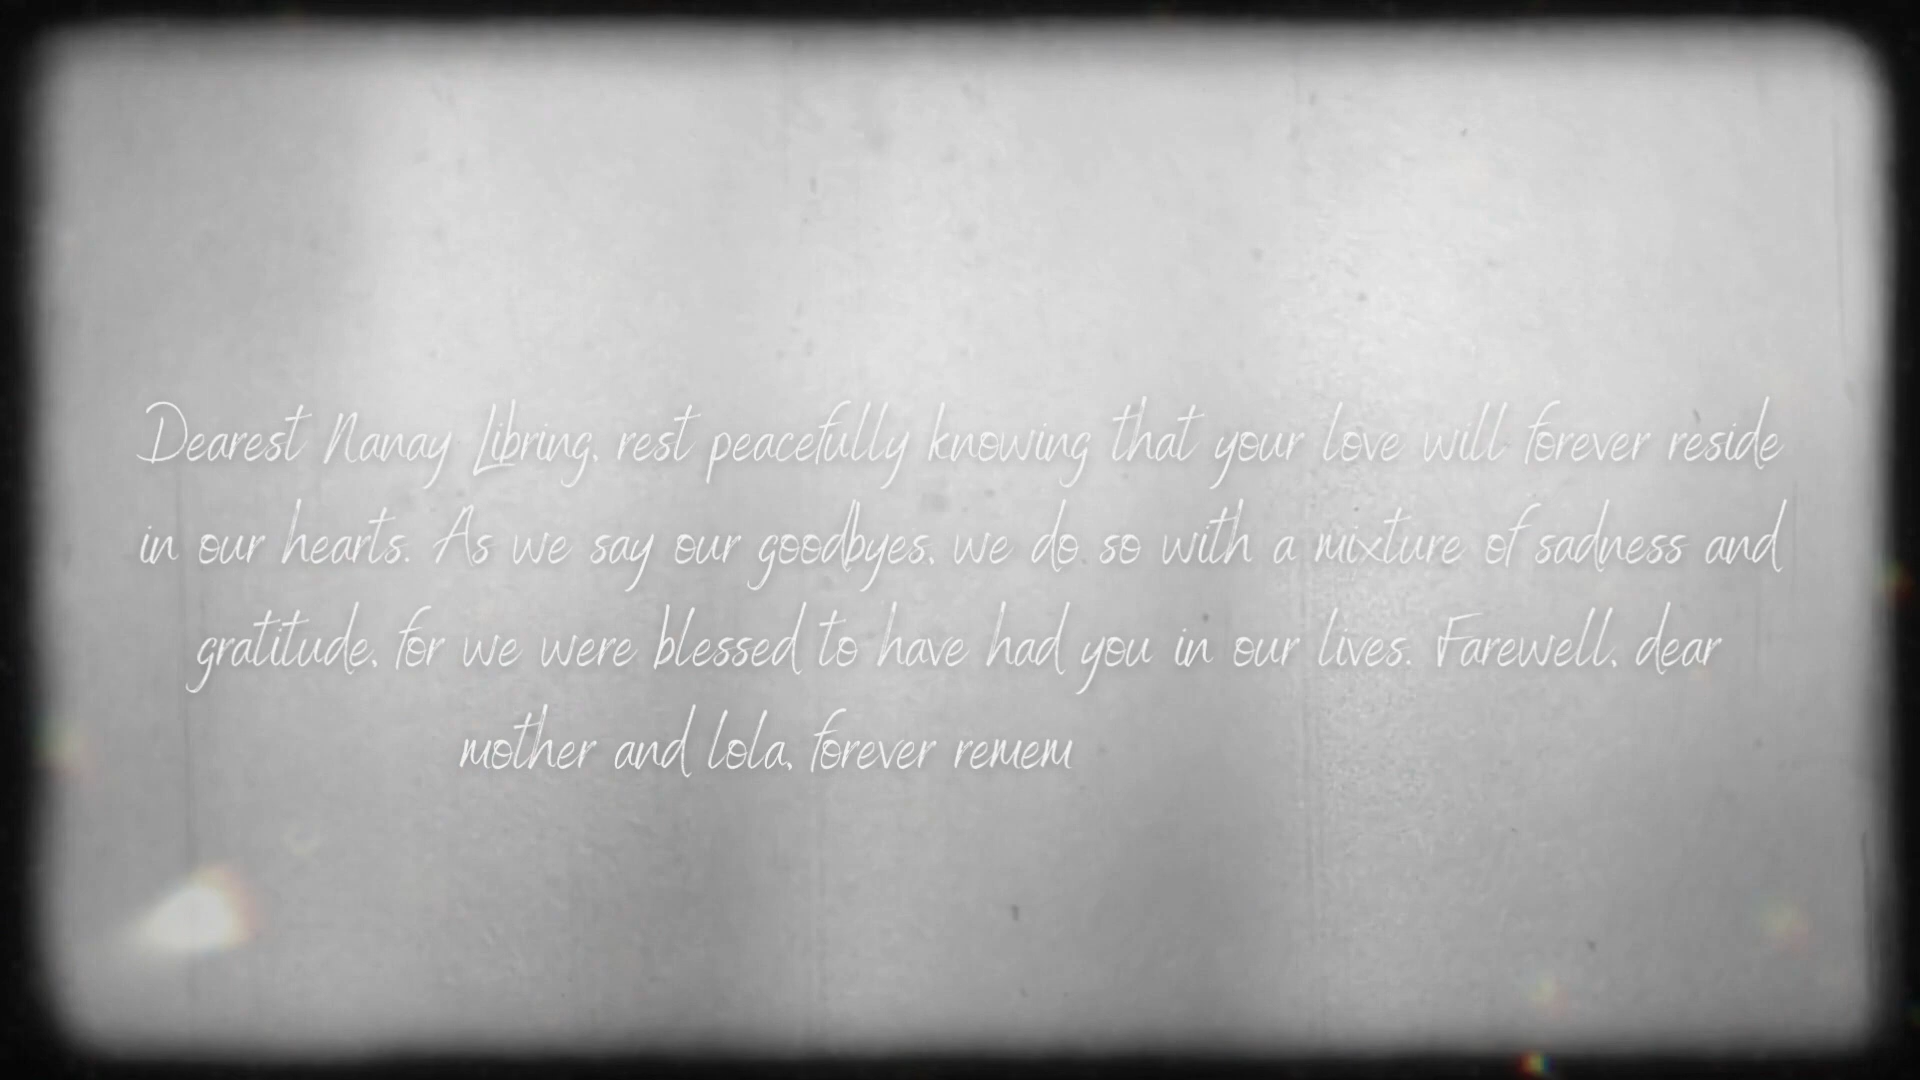 Dearest Nanay Libring, rest peacefully knowing that your love will forever reside
in our hearts. As we say our goodbyes, we do so with a mixture of sadness and
gratitude, for we were blessed to have had you in our lives. Farewell, dear
mother and lola, forever remem